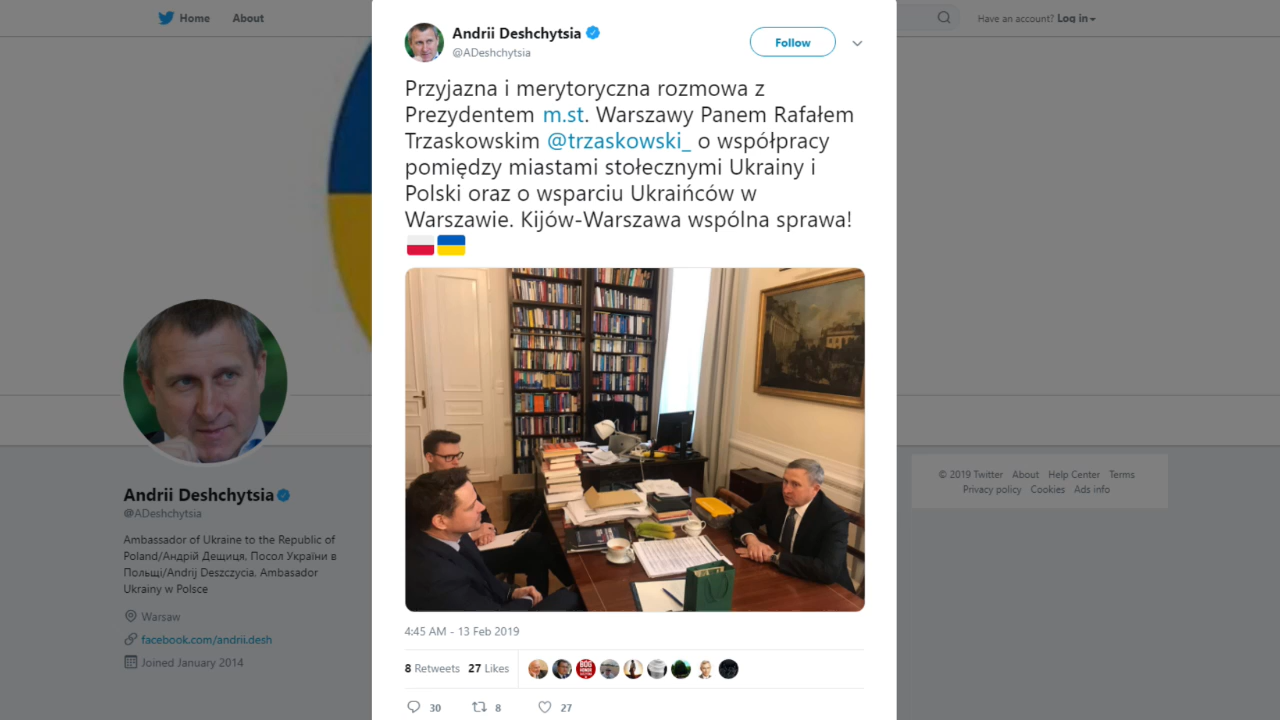 Home
About
Have an account? Log in
Andrii Deshchytsia
@ADeshchytsia
Follow
Przyjazna i merytoryczna rozmowa z
Prezydentem m.st. Warszawy Panem Rafałem
Trzaskowskim @trzaskowski_ o współpracy
pomiędzy miastami stołecznymi Ukrainy i
Polski oraz o wsparciu Ukraińców w
Warszawie. Kijów-Warszawa wspólna sprawa!
4:45 AM - 13 Feb 2019
8 Retweets 27 Likes
30 8 27
Andrii Deshchytsia
@ADeshchytsia
Ambassador of Ukraine to the Republic of
Poland/Андрій Дещиця, Посол України в
Польщі/Andrij Deszczycia. Ambasador
Ukrainy w Polsce
Warsaw
facebook.com/andrii.desh
Joined January 2014
© 2019 Twitter About Help Center Terms
Privacy policy Cookies Ads info